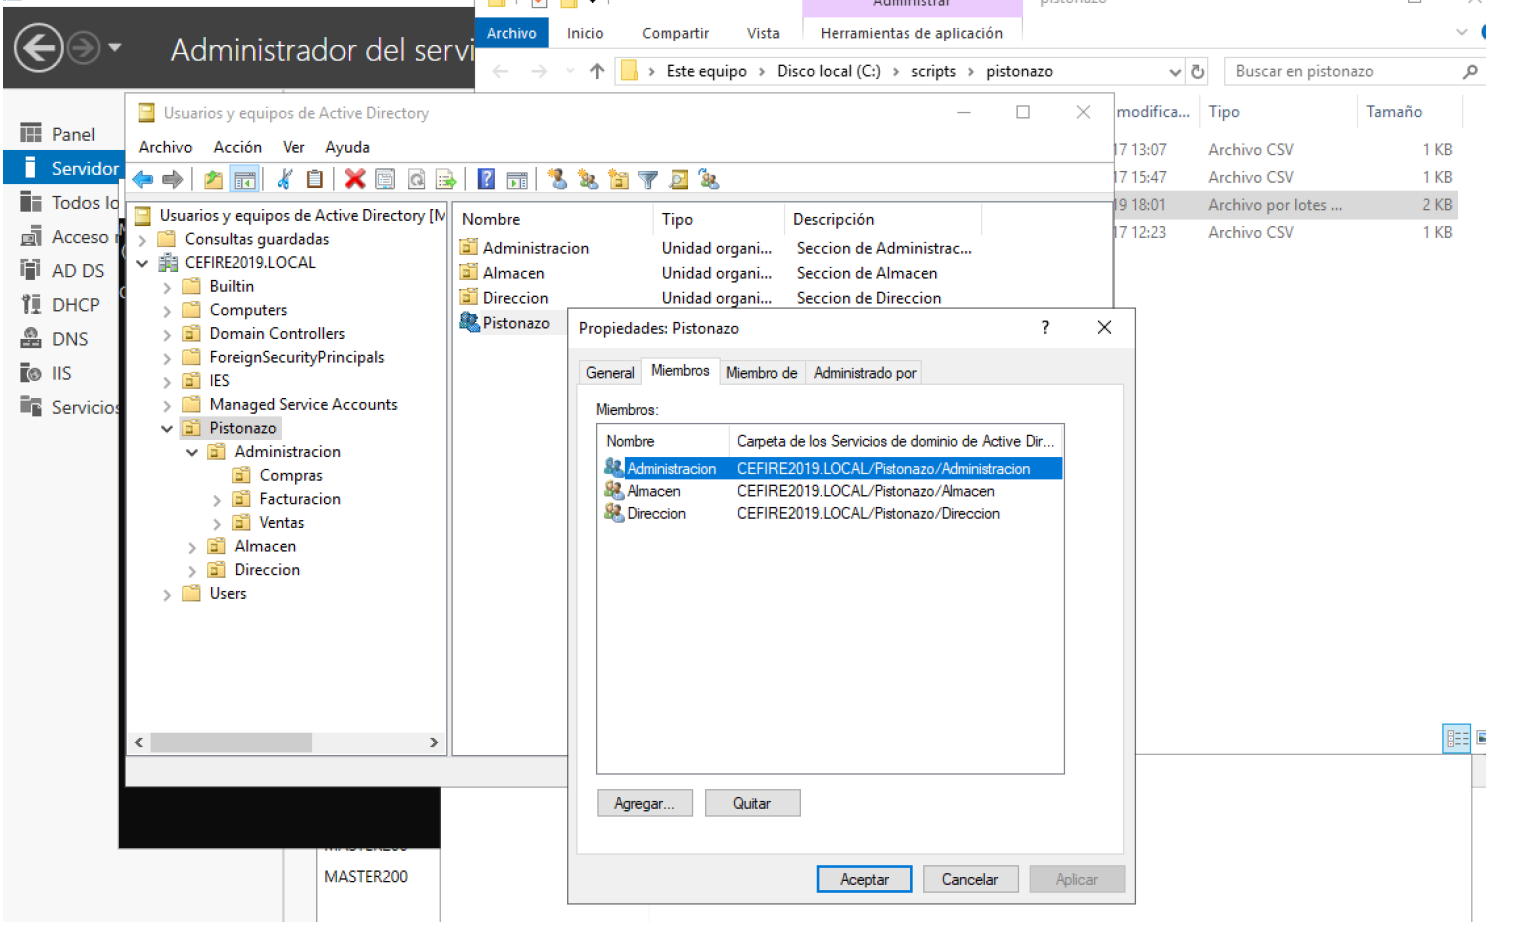 Administrar
pistonazo
Archivo
Inicio
Compartir
Vista
Herramientas de aplicación
Administrador del servi
Este equipo > Disco local (C:) > scripts > pistonazo
Buscar en pistonazo
Usuarios y equipos de Active Directory
modifica...
Tipo
Tamaño
Archivo
Acción
Ver
Ayuda
17 13:07
Archivo CSV
1 KB
17 15:47
Archivo CSV
1 KB
19 18:01
Archivo por lotes ...
2 KB
17 12:23
Archivo CSV
1 KB
Panel
Servidor
Todos lo
Acceso r
AD DS
DHCP
DNS
IIS
Servicios
Usuarios y equipos de Active Directory [M
Consultas guardadas
CEFIRE2019.LOCAL
Builtin
Computers
Domain Controllers
ForeignSecurityPrincipals
IES
Managed Service Accounts
Pistonazo
Administracion
Compras
Facturacion
Ventas
Almacen
Direccion
Users
Nombre
Tipo
Descripción
Administracion
Unidad organi...
Seccion de Administrac...
Almacen
Unidad organi...
Seccion de Almacen
Direccion
Unidad organi...
Seccion de Direccion
Pistonazo
Propiedades: Pistonazo
?
General
Miembros
Miembro de
Administrado por
Miembros:
Nombre
Carpeta de los Servicios de dominio de Active Dir...
Administracion
CEFIRE2019.LOCAL/Pistonazo/Administracion
Almacen
CEFIRE2019.LOCAL/Pistonazo/Almacen
Direccion
CEFIRE2019.LOCAL/Pistonazo/Direccion
Agregar...
Quitar
Aceptar
Cancelar
Aplicar
MASTER200